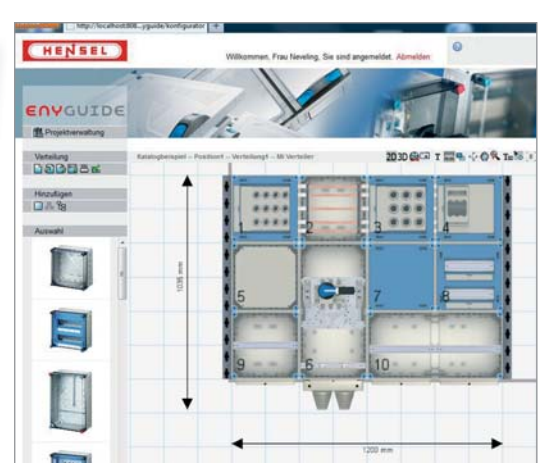 http://localhost:808...yguide/konfigurator
HENSEL
Willkommen, Frau Neveling, Sie sind angemeldet. Abmelden
ENYGUIDE
Projektverwaltung
Verteilung
Katalogbeispiel – Position1 – Verteilung1 – Mi Verteiler
2D 3D
Hinzufügen
Auswahl
1 2 3 4
1035 mm
5 7 8
9 6 10
1200 mm